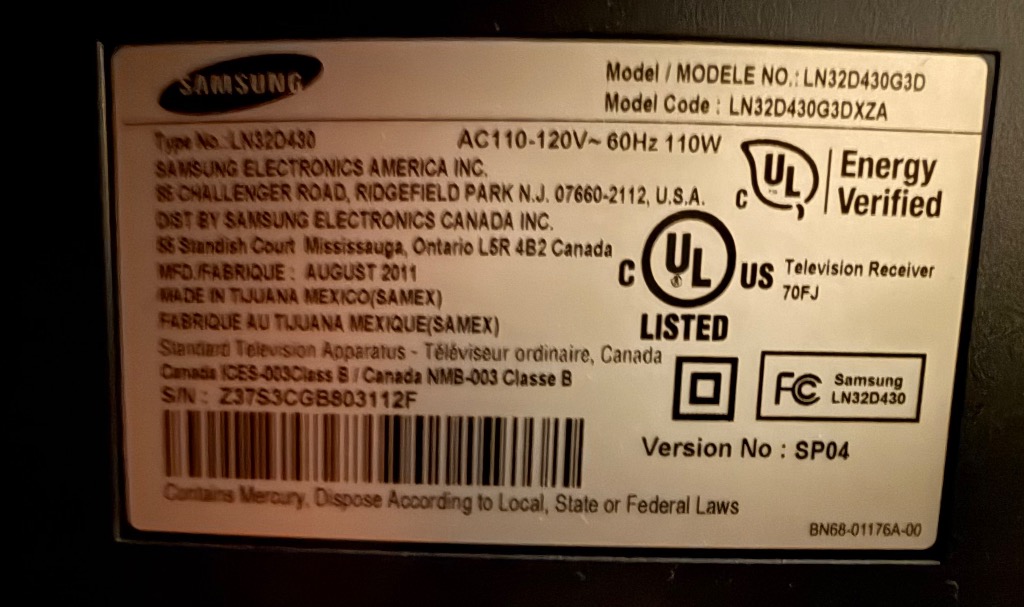 SAMSUNG
Model / MODELE NO.: LN32D430G3D
Model Code : LN32D430G3DXZA
Type No.:LN32D430
AC110-120V~ 60Hz 110W
SAMSUNG ELECTRONICS AMERICA INC.
85 CHALLENGER ROAD, RIDGEFIELD PARK N.J. 07660-2112, U.S.A.
DIST BY SAMSUNG ELECTRONICS CANADA INC.
55 Standish Court Mississauga, Ontario L5R 4B2 Canada
MFD./FABRIQUE : AUGUST 2011
MADE IN TIJUANA MEXICO(SAMEX)
FABRIQUE AU TIJUANA MEXIQUE(SAMEX)
Standard Television Apparatus - Téléviseur ordinaire, Canada
Canada ICES-003Class B / Canada NMB-003 Classe B
S/N : Z37S3CGB803112F
Contains Mercury, Dispose According to Local, State or Federal Laws
C UL
Energy
Verified
C UL ® US
LISTED
Television Receiver
70FJ
FC
Samsung
LN32D430
Version No : SP04
BN68-01176A-00